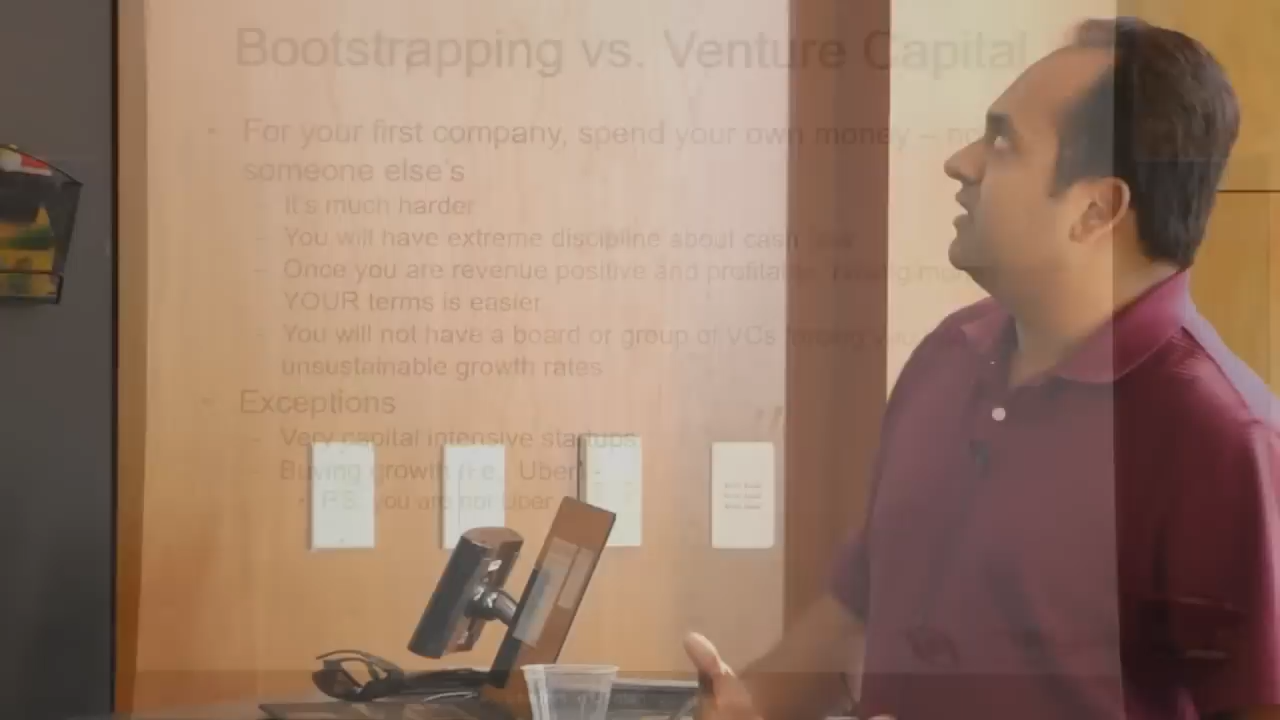 Bootstrapping vs. Venture Capital
• For your first company, spend your own money –
someone else's
– It's much harder
– You will have extreme discipline about cash
– Once you are revenue positive and
YOUR terms is easier
– You will not have a board or group of VCs forcing
unsustainable growth rates
• Exceptions
– Very capital intensive startups
– Buying growth (i.e., Uber)
• P.S. you are not Uber